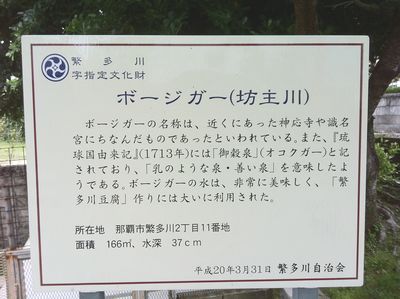 繁多川
字指定文化財
ボージガー(坊主川)
ボージガーの名称は、近くにあった神応寺や識名
宮にちなんだものであったといわれている。また、『琉
球国由来記』(1713年)には「御穀泉」(オコクガー)と記
されており、「乳のような泉・善い泉」を意味したよ
うである。ボージガーの水は、非常に美味しく、「繁
多川豆腐」作りには大いに利用された。
所在地 那覇市繁多川2丁目11番地
面積 166㎡、水深 37cm
平成20年3月31日 繁多川自治会